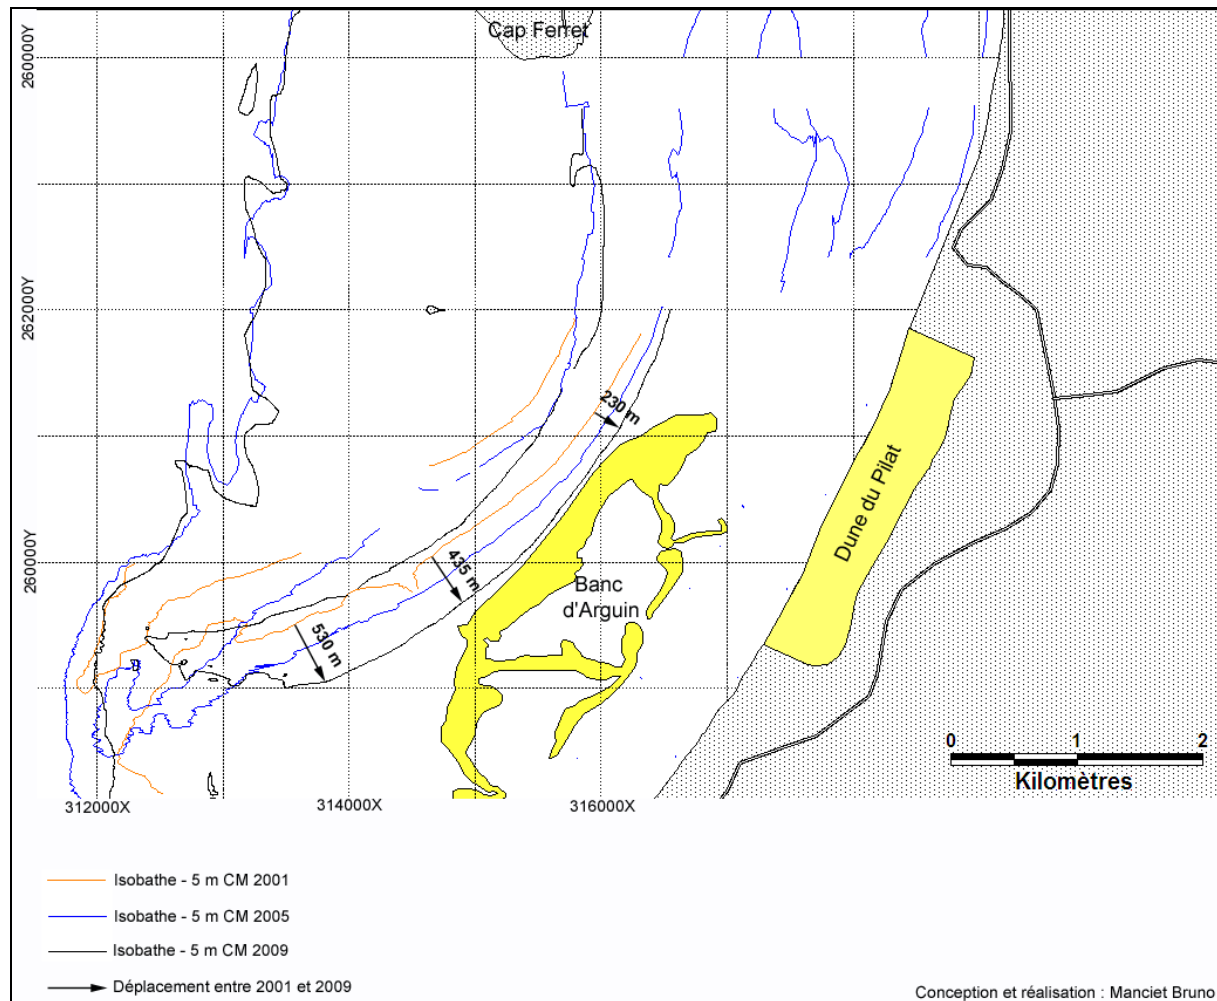 Cap Ferret
260000Y
262000Y
230 m
Dune du Pilat
260000Y
435 m
Banc
d'Arguin
530 m
0 1 2
Kilomètres
312000X 314000X 316000X
Isobathe - 5 m CM 2001
Isobathe - 5 m CM 2005
Isobathe - 5 m CM 2009
Déplacement entre 2001 et 2009
Conception et réalisation : Manciet Bruno